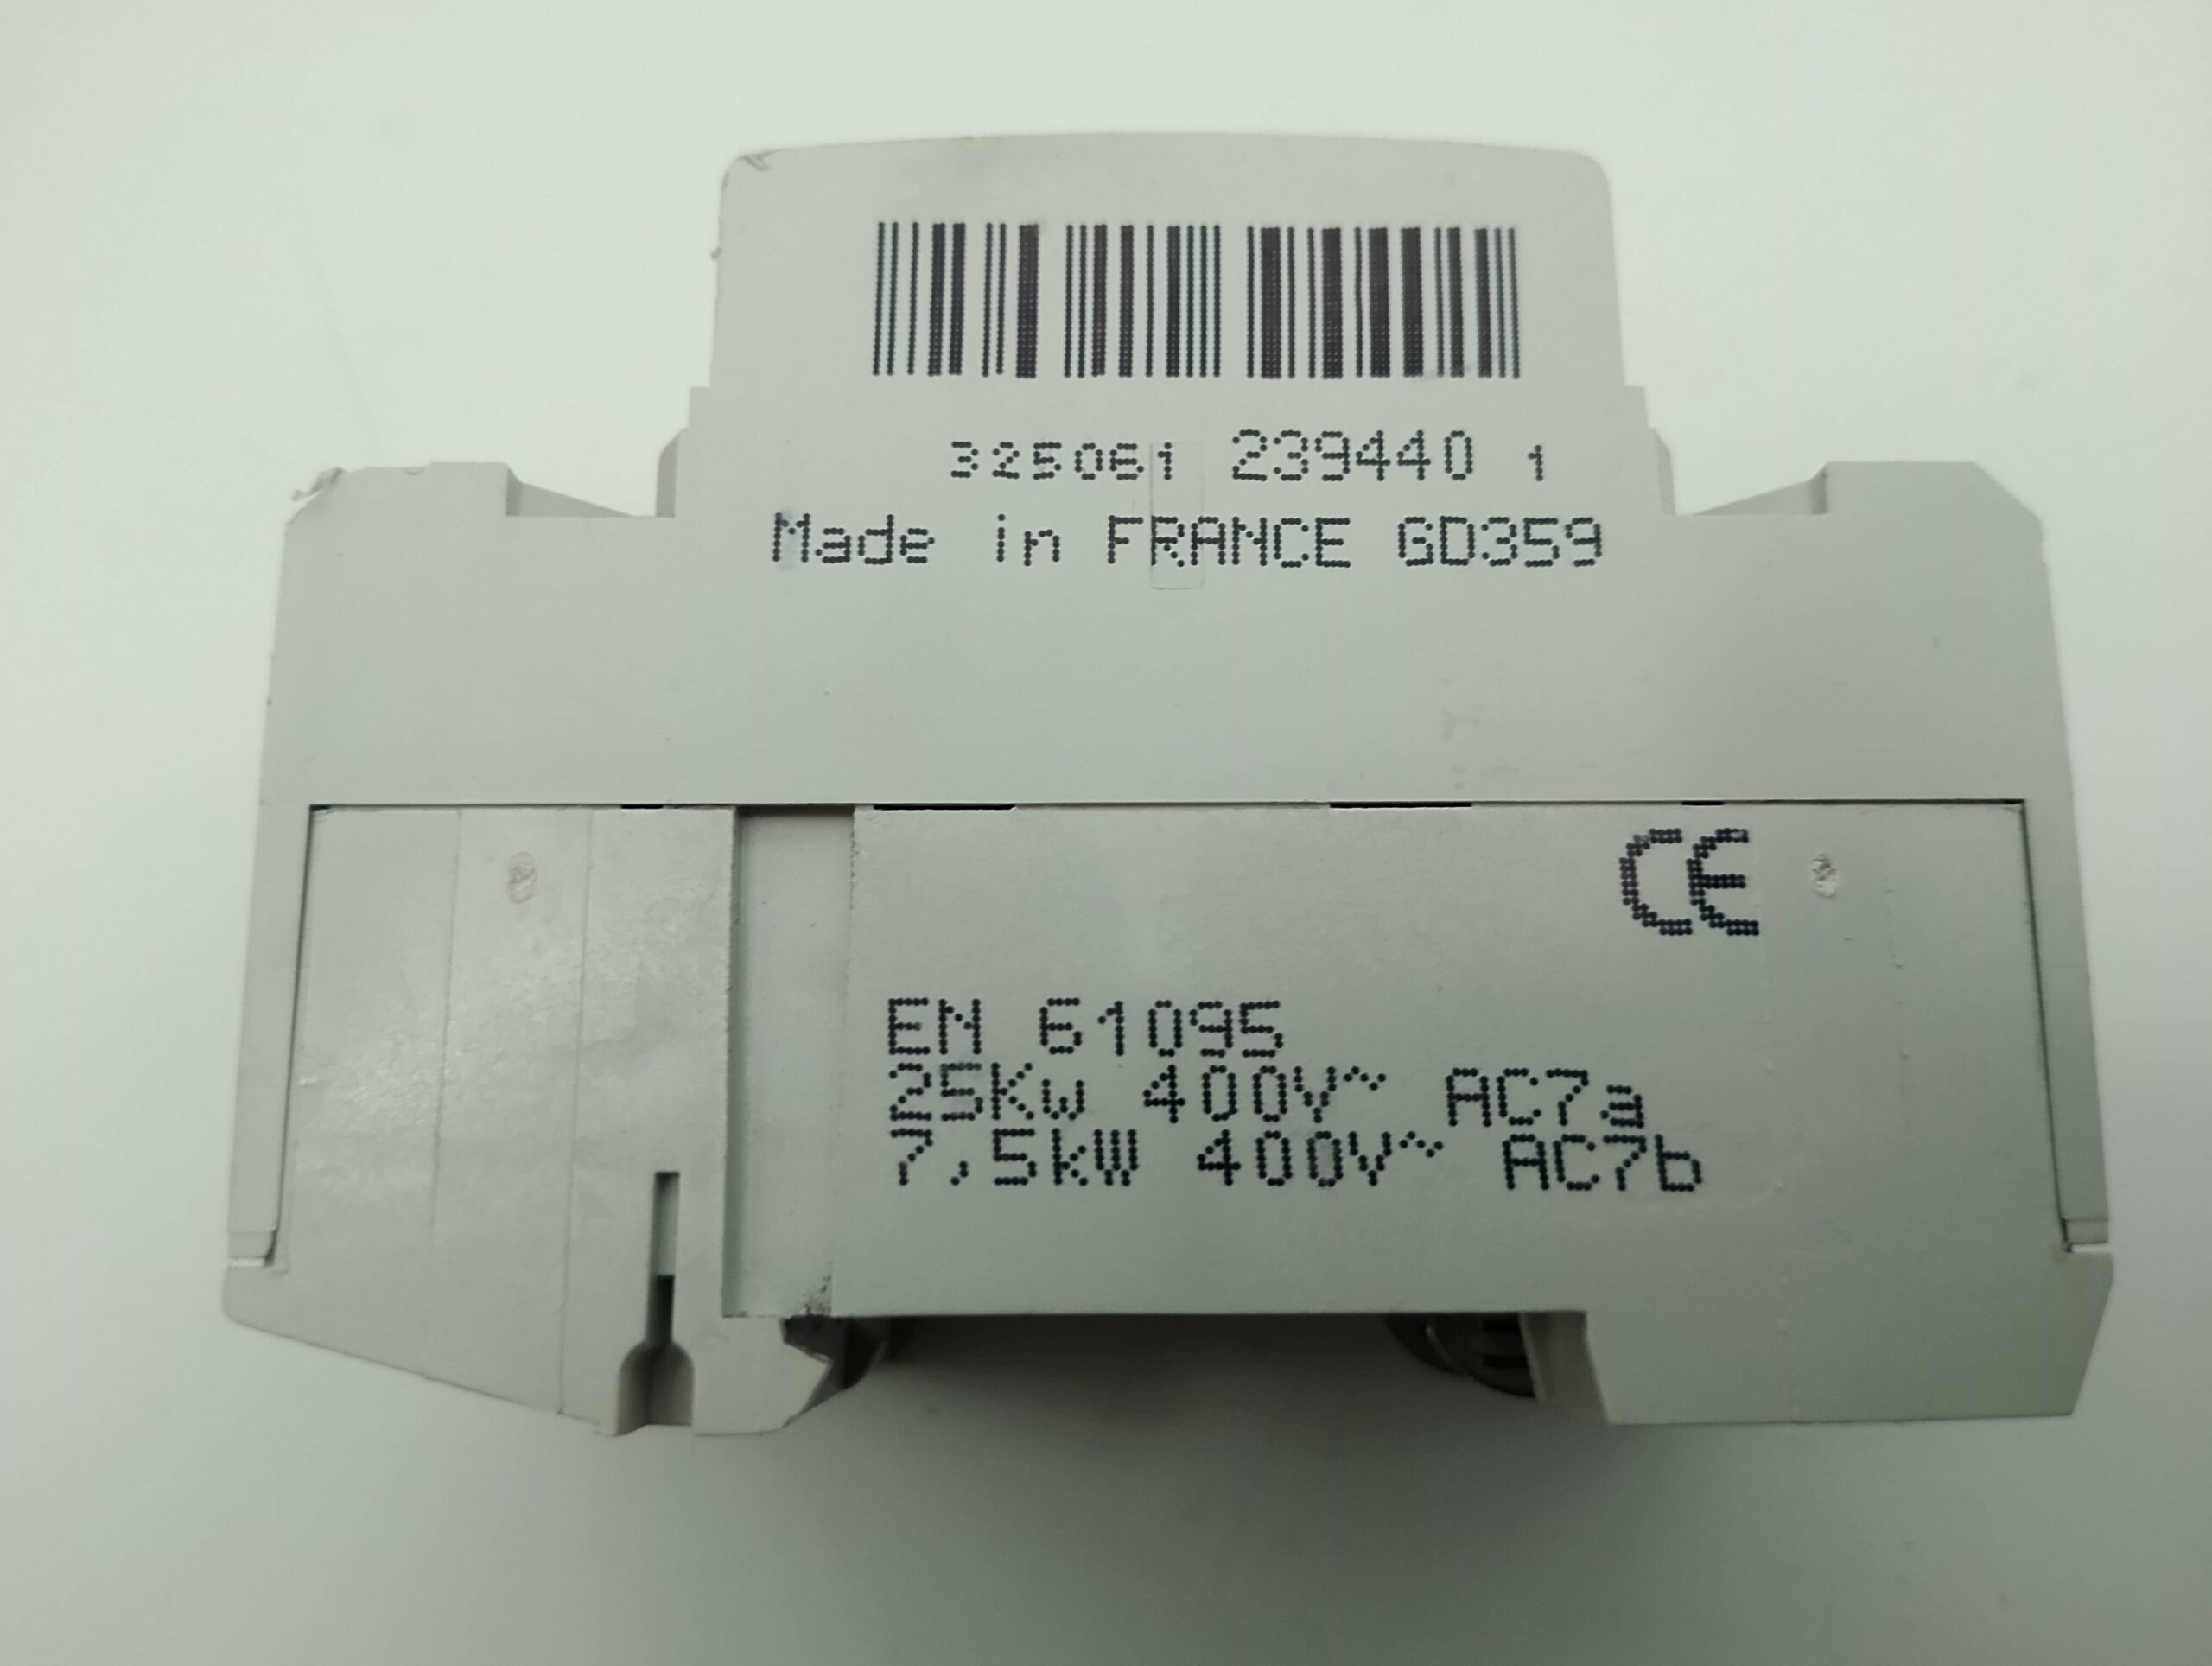 325061 239440 1
Made in FRANCE GD359
CE
EN 61095
25Kw 400V~ AC7a
7,5kW 400V~ AC7b